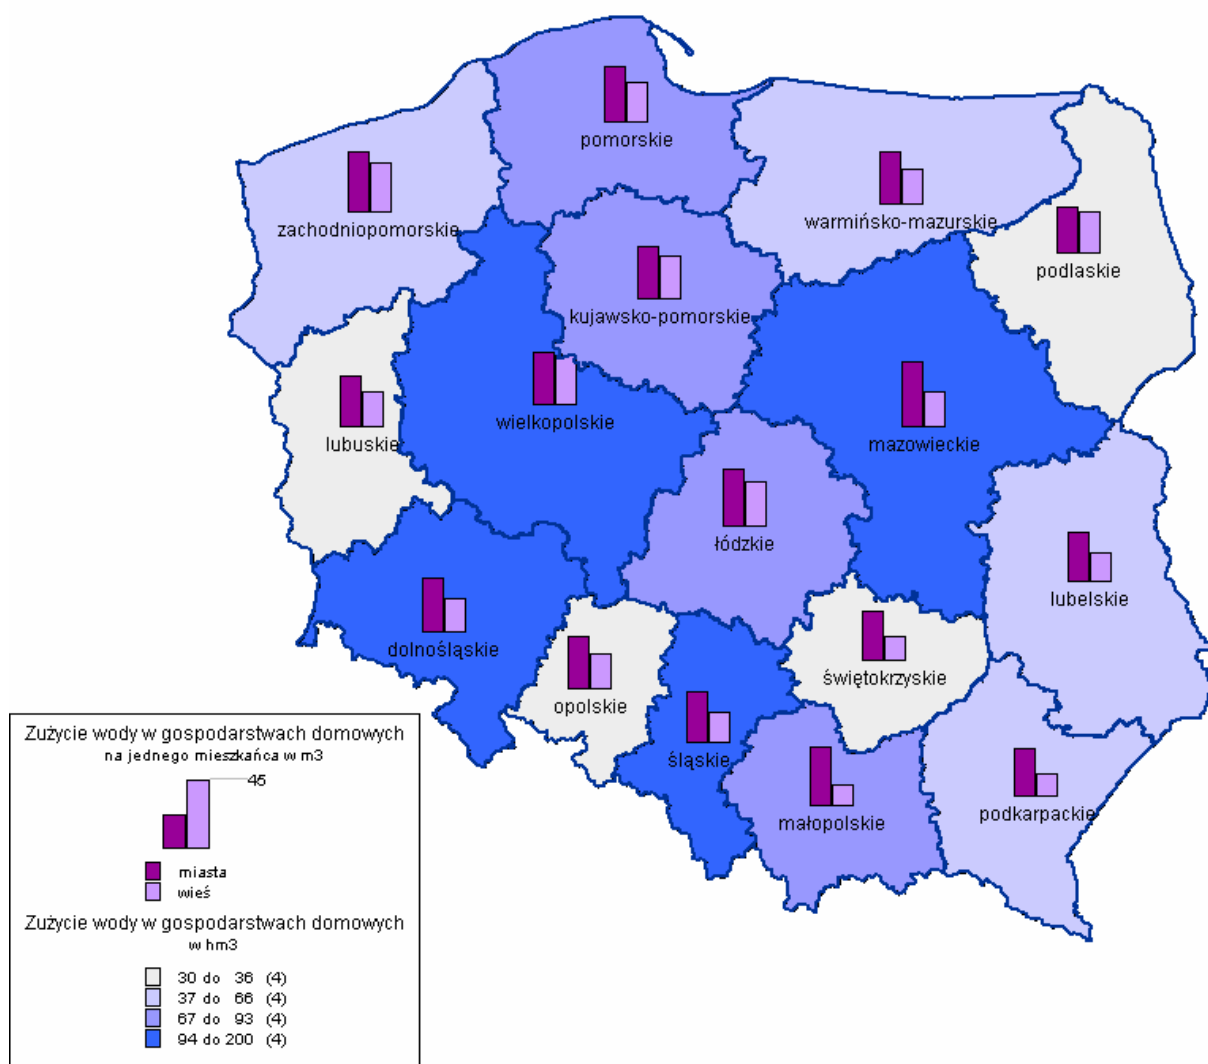 pomorskie
zachodniopomorskie
warmińsko-mazurskie
podlaskie
kujawsko-pomorskie
wielkopolskie
lubuskie
mazowieckie
łódzkie
lubelskie
dolnośląskie
świętokrzyskie
opolskie
śląskie
małopolskie
podkarpackie
Zużycie wody w gospodarstwach domowych
na jednego mieszkańca w m3
45
miasta
wieś
Zużycie wody w gospodarstwach domowych
w hm3
30 do 36 (4)
37 do 66 (4)
67 do 93 (4)
94 do 200 (4)